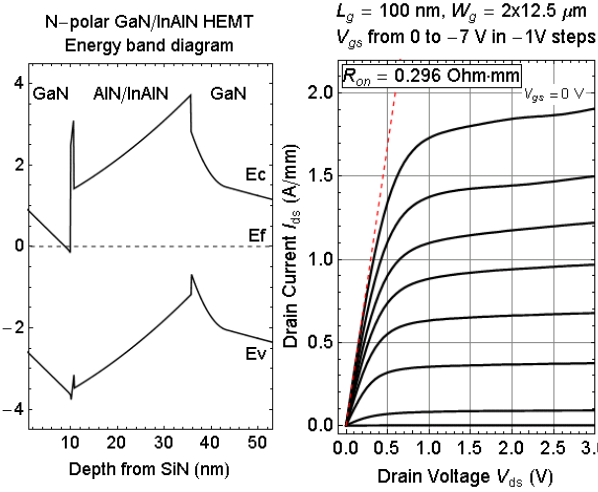 N-polar GaN/InAlN HEMT
Energy band diagram
GaN AlN/InAlN GaN
4
2
0
-2
-4
Ec
Ef
Ev
0 10 20 30 40 50
Depth from SiN (nm)
Lg = 100 nm, Wg = 2x12.5 μm
Vgs from 0 to -7 V in -1V steps
Ron = 0.296 Ohm·mm
Vgs = 0 V
2.0
1.5
1.0
0.5
0.0
Drain Current Ids (A/mm)
0.0 0.5 1.0 1.5 2.0 2.5 3.0
Drain Voltage Vds (V)